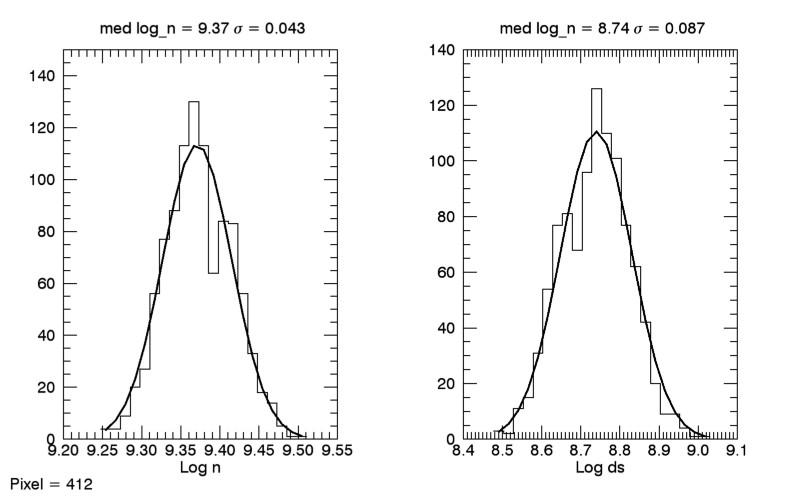 med log_n = 9.37 σ = 0.043
140
120
100
80
60
40
20
0
9.20 9.25 9.30 9.35 9.40 9.45 9.50 9.55
Log n
med log_n = 8.74 σ = 0.087
140
120
100
80
60
40
20
0
8.4 8.5 8.6 8.7 8.8 8.9 9.0 9.1
Log ds
Pixel = 412